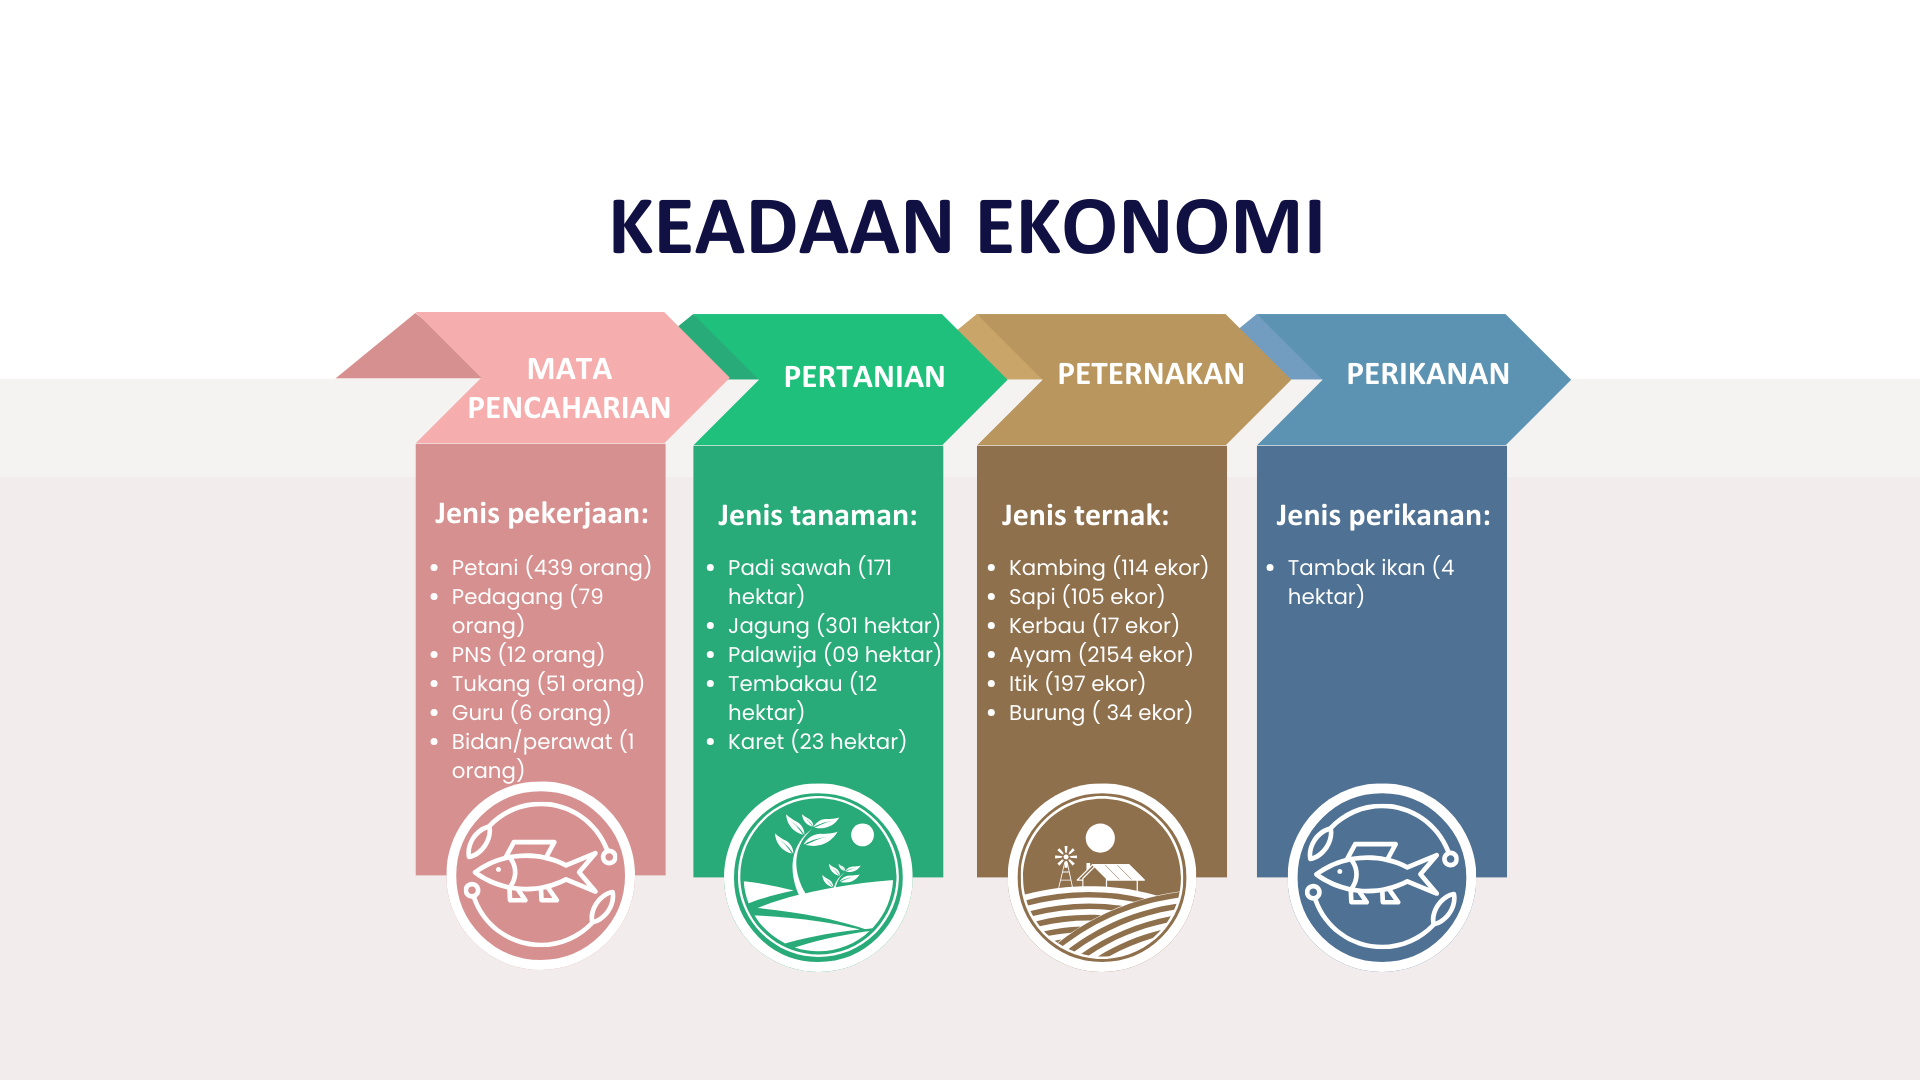 KEADAAN EKONOMI
MATA
PENCAHARIAN
Jenis pekerjaan:
• Petani (439 orang)
• Pedagang (79
orang)
• PNS (12 orang)
• Tukang (51 orang)
• Guru (6 orang)
• Bidan/perawat (1
orang)
PERTANIAN
Jenis tanaman:
• Padi sawah (171
hektar)
• Jagung (301 hektar)
• Palawija (09 hektar)
• Tembakau (12
hektar)
• Karet (23 hektar)
PETERNAKAN
Jenis ternak:
• Kambing (114 ekor)
• Sapi (105 ekor)
• Kerbau (17 ekor)
• Ayam (2154 ekor)
• Itik (197 ekor)
• Burung ( 34 ekor)
PERIKANAN
Jenis perikanan:
• Tambak ikan (4
hektar)